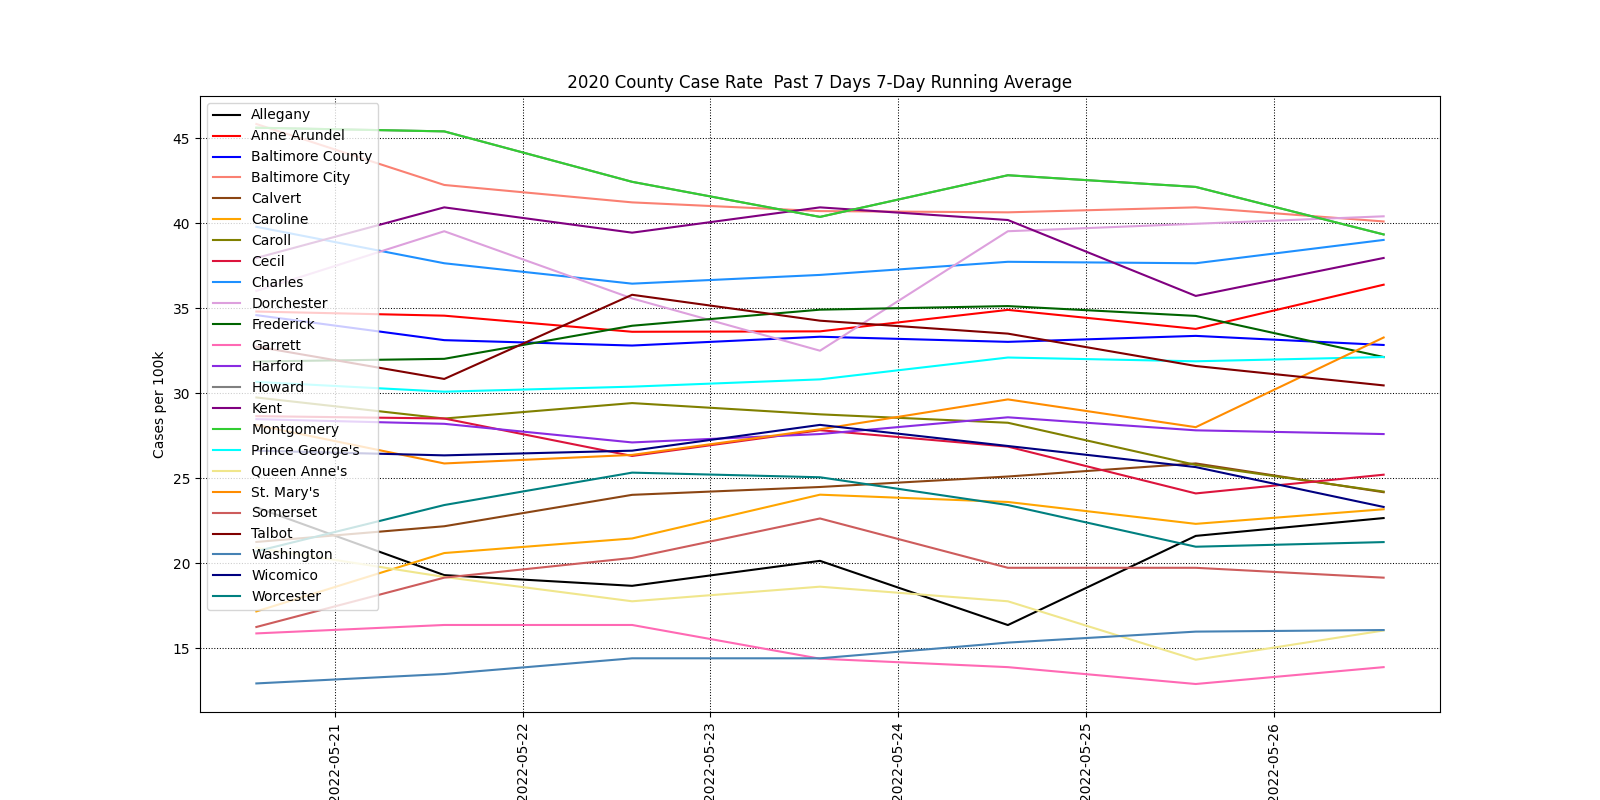 2020 County Case Rate  Past 7 Days 7-Day Running Average
Allegany
Anne Arundel
Baltimore County
Baltimore City
Calvert
Caroline
Caroll
Cecil
Charles
Dorchester
Frederick
Garrett
Harford
Howard
Kent
Montgomery
Prince George's
Queen Anne's
St. Mary's
Somerset
Talbot
Washington
Wicomico
Worcester
Cases per 100k
45
40
35
30
25
20
15
2022-05-21
2022-05-22
2022-05-23
2022-05-24
2022-05-25
2022-05-26